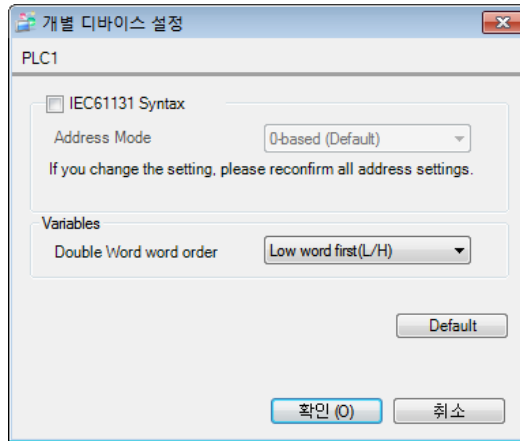 개별 디바이스 설정
PLC1
IEC61131 Syntax
Address Mode 0-based (Default)
If you change the setting, please reconfirm all address settings.
Variables
Double Word word order Low word first(L/H)
Default
확인 (O) 취소